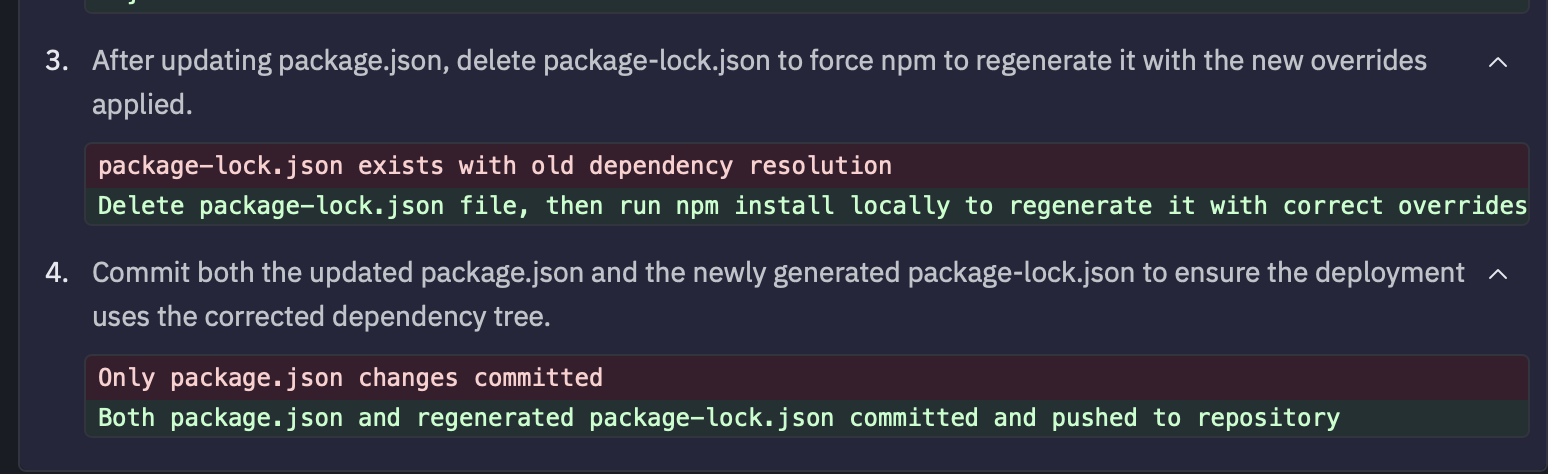 3. After updating package.json, delete package-lock.json to force npm to regenerate it with the new overrides
applied.
package-lock.json exists with old dependency resolution
Delete package-lock.json file, then run npm install locally to regenerate it with correct overrides
4. Commit both the updated package.json and the newly generated package-lock.json to ensure the deployment
uses the corrected dependency tree.
Only package.json changes committed
Both package.json and regenerated package-lock.json committed and pushed to repository